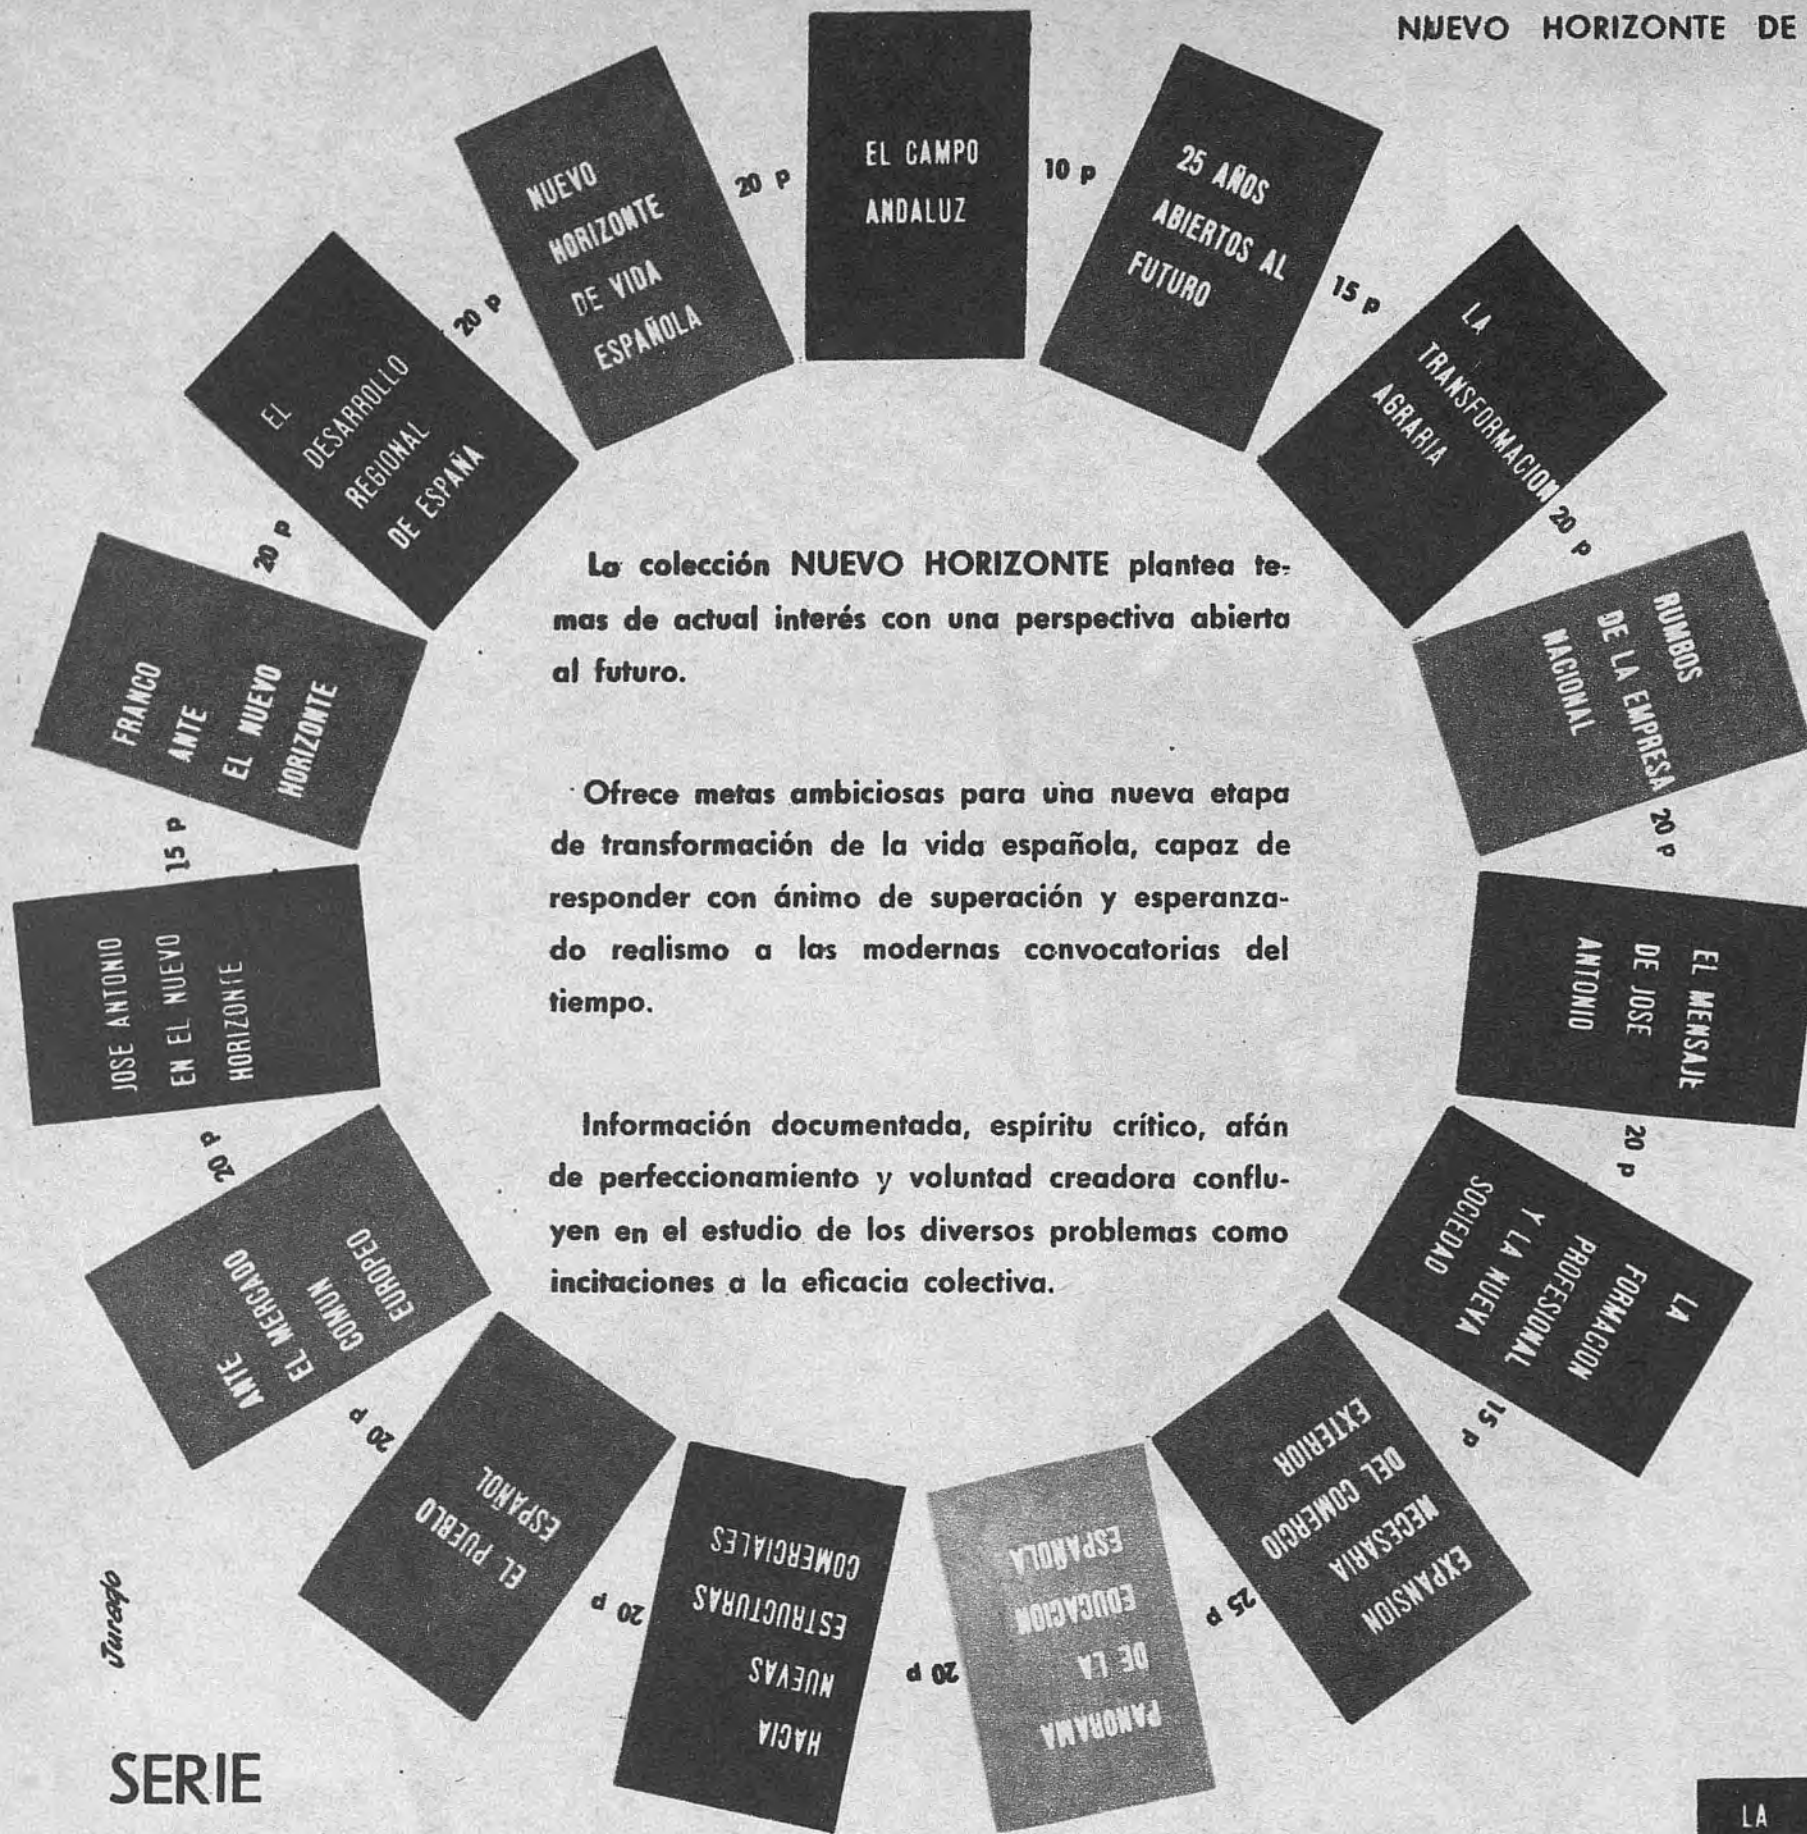 NUEVO HORIZONTE DE
EL CAMPO
ANDALUZ
10 p
25 AÑOS
ABIERTOS AL
FUTURO
15 p
LA
TRANSFORMACION
AGRARIA
20 p
RUMBOS
DE LA EMPRESA
NACIONAL
20 p
EL MENSAJE
DE JOSE
ANTONIO
20 p
LA
FORMACION
PROFESIONAL
Y LA NUEVA
SOCIEDAD
15 p
EXPANSION
NECESARIA
DEL COMERCIO
EXTERIOR
25 p
PANORAMA
DE LA
EDUCACION
ESPAÑOLA
20 p
HACIA
NUEVAS
ESTRUCTURAS
COMERCIALES
20 p
EL PUEBLO
ESPAÑOL
20 p
ANTE
EL MERCADO
COMUN
EUROPEO
20 p
JOSE ANTONIO
EN EL NUEVO
HORIZONTE
15 p
FRANCO
ANTE
EL NUEVO
HORIZONTE
20 p
EL
DESARROLLO
REGIONAL
DE ESPAÑA
20 p
NUEVO
HORIZONTE
DE VIDA
ESPAÑOLA
20 p
La colección NUEVO HORIZONTE plantea te-
mas de actual interés con una perspectiva abierta
al futuro.
Ofrece metas ambiciosas para una nueva etapa
de transformación de la vida española, capaz de
responder con ánimo de superación y esperanza-
do realismo a las modernas convocatorias del
tiempo.
Información documentada, espíritu crítico, afán
de perfeccionamiento y voluntad creadora conflu-
yen en el estudio de los diversos problemas como
incitaciones a la eficacia colectiva.
SERIE
LA